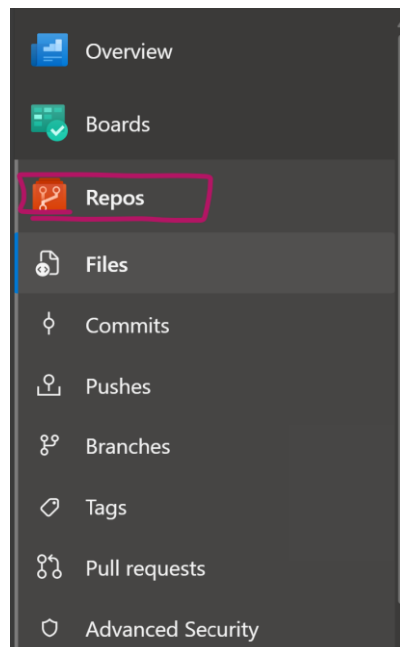 Overview
Boards
Repos
Files
Commits
Pushes
Branches
Tags
Pull requests
Advanced Security